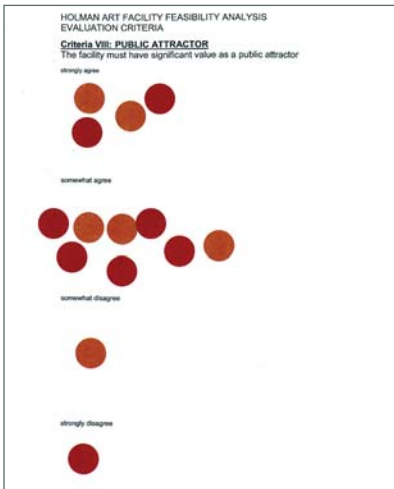 HOLMAN ART FACILITY FEASIBILITY ANALYSIS
EVALUATION CRITERIA
Criteria VIII: PUBLIC ATTRACTOR
The facility must have significant value as a public attractor
strongly agree
somewhat agree
somewhat disagree
strongly disagree